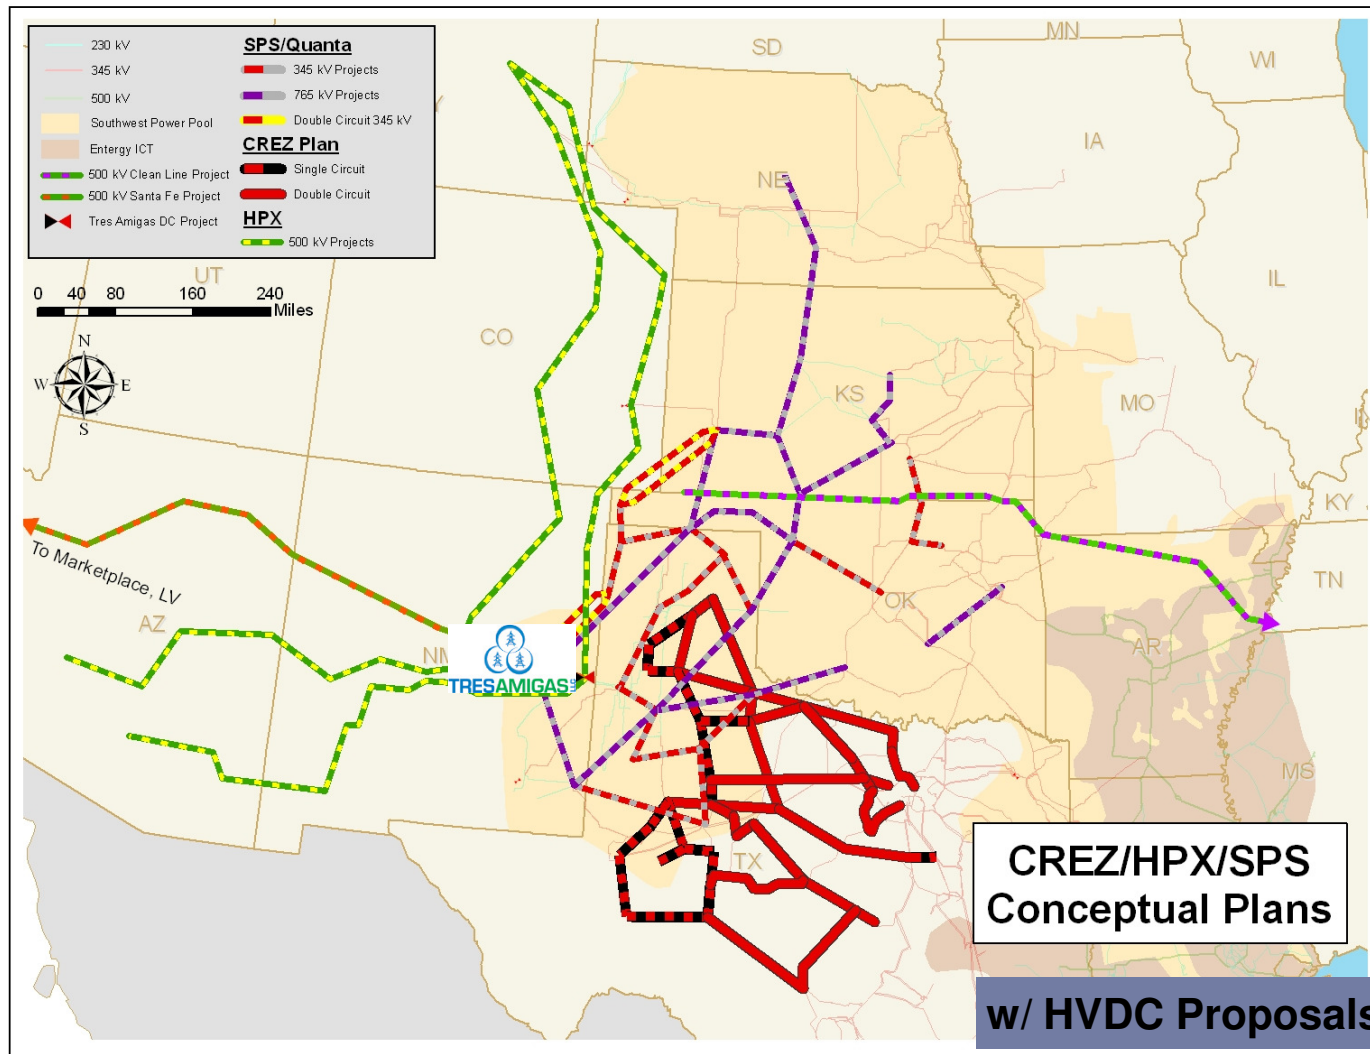 230 kV
345 kV
500 kV
Southwest Power Pool
Entergy ICT
500 kV Clean Line Project
500 kV Santa Fe Project
Tres Amigas DC Project
SPS/Quanta
345 kV Projects
765 kV Projects
Double Circuit 345 kV
CREZ Plan
Single Circuit
Double Circuit
HPX
500 kV Projects
0 40 80 160 240
Miles
N
W E
S
SD
MN
WI
IA
NE
UT
CO
IL
KS
MO
KY
To Marketplace, LV
AZ
NM
TRESAMIGAS
OK
TN
AR
MS
TX
CREZ/HPX/SPS
Conceptual Plans
w/ HVDC Proposals